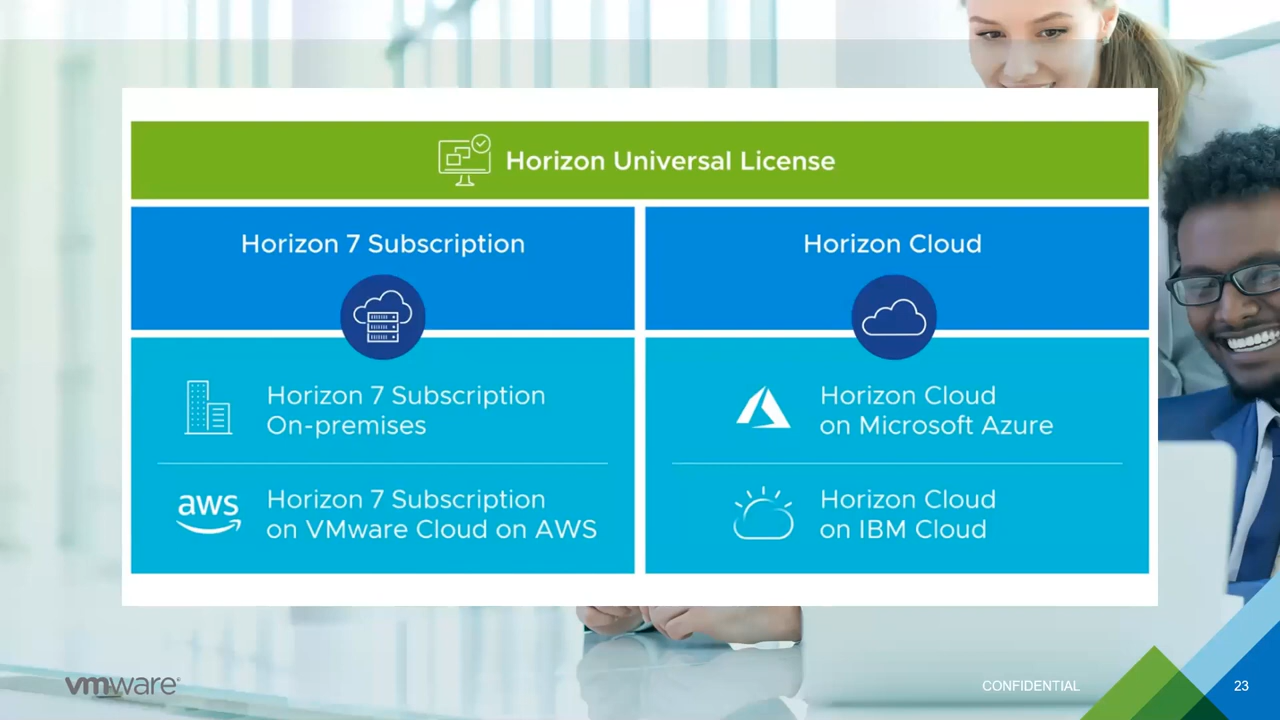 Horizon Universal License
Horizon 7 Subscription
Horizon Cloud
Horizon 7 Subscription
On-premises
aws
Horizon 7 Subscription
on VMware Cloud on AWS
Horizon Cloud
on Microsoft Azure
Horizon Cloud
on IBM Cloud
vmware®
CONFIDENTIAL
23